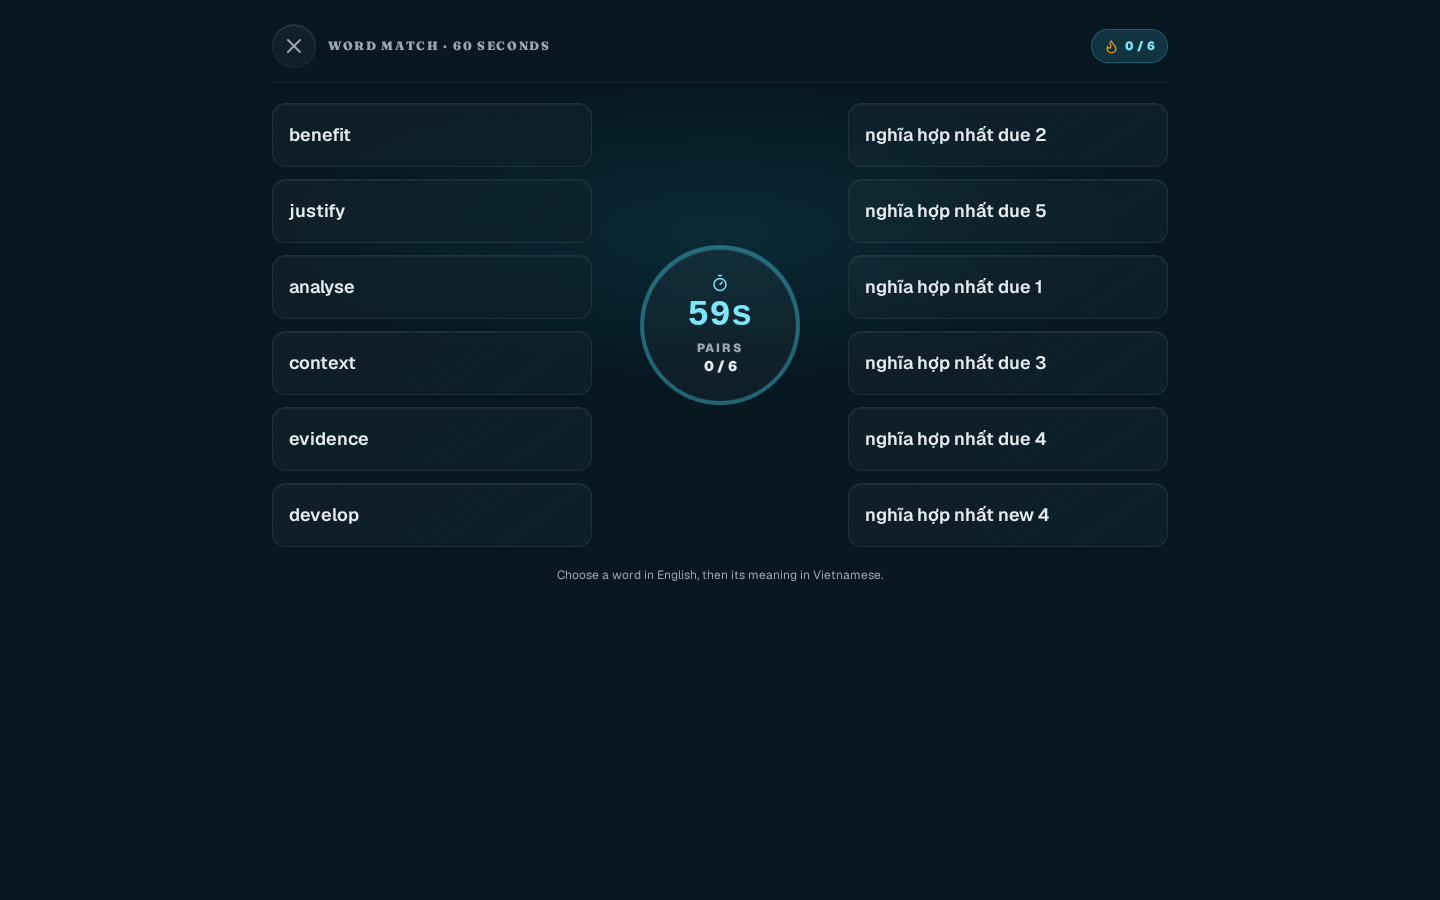 WORD MATCH • 60 SECONDS
0 / 6
benefit
justify
analyse
context
evidence
develop
59s
PAIRS
0 / 6
nghĩa hợp nhất due 2
nghĩa hợp nhất due 5
nghĩa hợp nhất due 1
nghĩa hợp nhất due 3
nghĩa hợp nhất due 4
nghĩa hợp nhất new 4
Choose a word in English, then its meaning in Vietnamese.